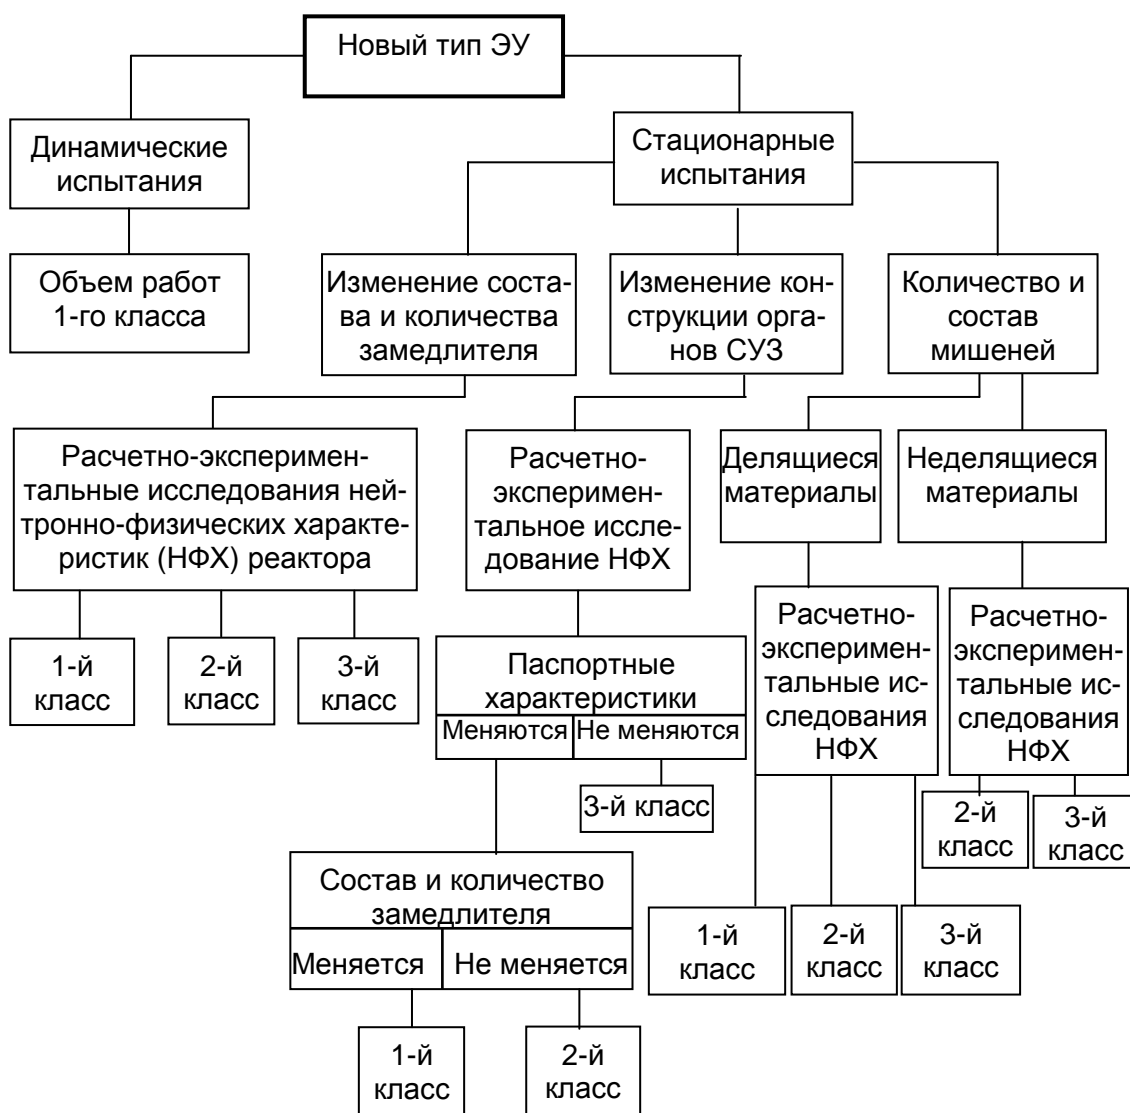 Новый тип ЭУ
Динамические
испытания
Стационарные
испытания
Объем работ
1-го класса
Изменение соста-
ва и количества
замедлителя
Изменение кон-
струкции орга-
нов СУЗ
Количество и
состав
мишеней
Расчетно-эксперимен-
тальные исследования ней-
тронно-физических характе-
ристик (НФХ) реактора
Расчетно-
эксперимен-
тальное иссле-
дование НФХ
Делящиеся
материалы
Неделящиеся
материалы
1-й
класс
2-й
класс
3-й
класс
Паспортные
характеристики
Меняются
Не меняются
Расчетно-
эксперимен-
тальные ис-
следования
НФХ
Расчетно-
эксперимен-
тальные ис-
следования
НФХ
3-й класс
2-й
класс
3-й
класс
Состав и количество
замедлителя
Меняется
Не меняется
1-й
класс
2-й
класс
3-й
класс
1-й
класс
2-й
класс